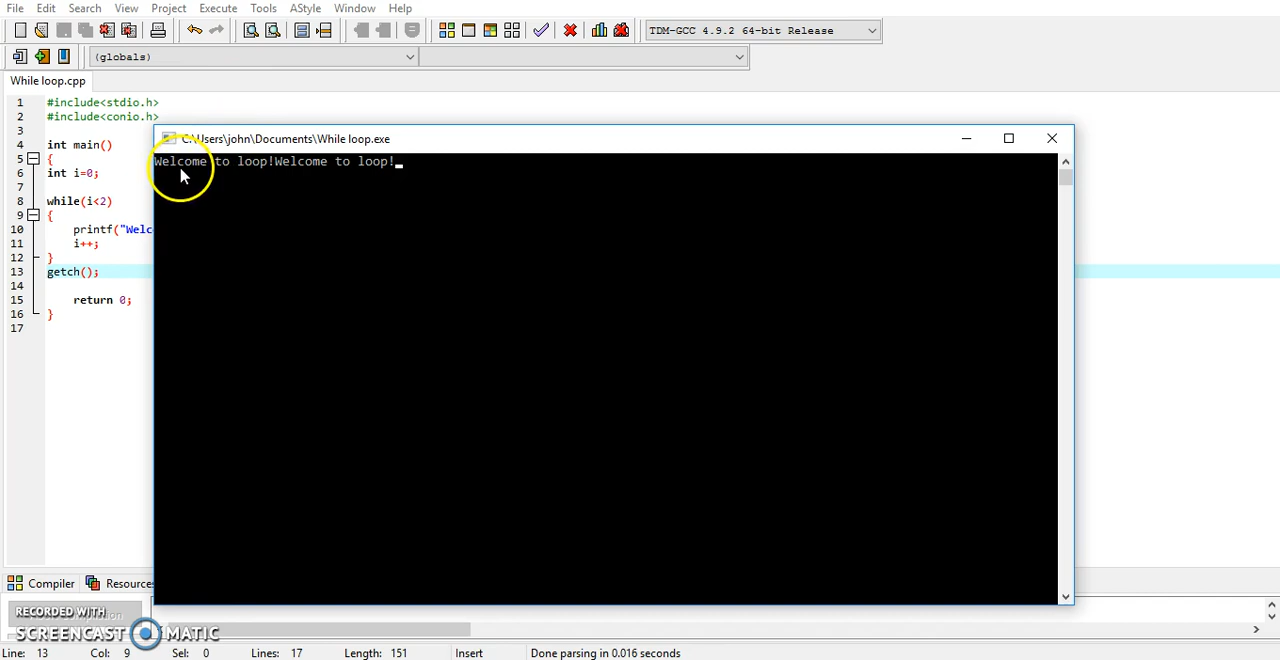 File Edit Search View Project Execute Tools AStyle Window Help
TDM-GCC 4.9.2 64-bit Release
(globals)
While loop.cpp
1 #include<stdio.h>
2 #include<conio.h>
3
4 int main()
5 {
6 int i=0;
7
8 while(i<2)
9 {
10 printf("Welc
11 i++;
12 }
13 getch();
14
15 return 0;
16 }
17
C:\Users\john\Documents\While loop.exe
Welcome to loop!Welcome to loop!
Compiler Resources
RECORDED WITH
SCREENCAST MATIC
Line: 13 Col: 9 Sel: 0 Lines: 17 Length: 151 Insert Done parsing in 0.016 seconds